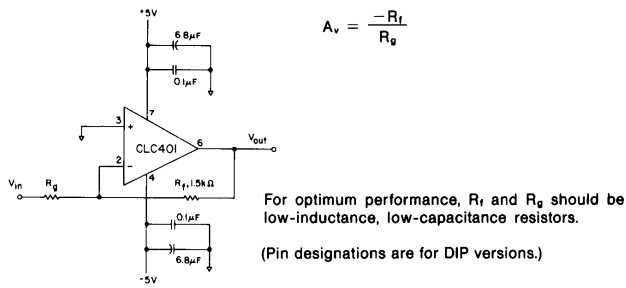 +5V
6.8μF
0.1μF
7
3
+
CLC401
6
Vout
2
-
4
Vin
Rg
Rf, 1.5kΩ
0.1μF
6.8μF
-5V
Av = -Rf
Rg
For optimum performance, Rf and Rg should be
low-inductance, low-capacitance resistors.
(Pin designations are for DIP versions.)